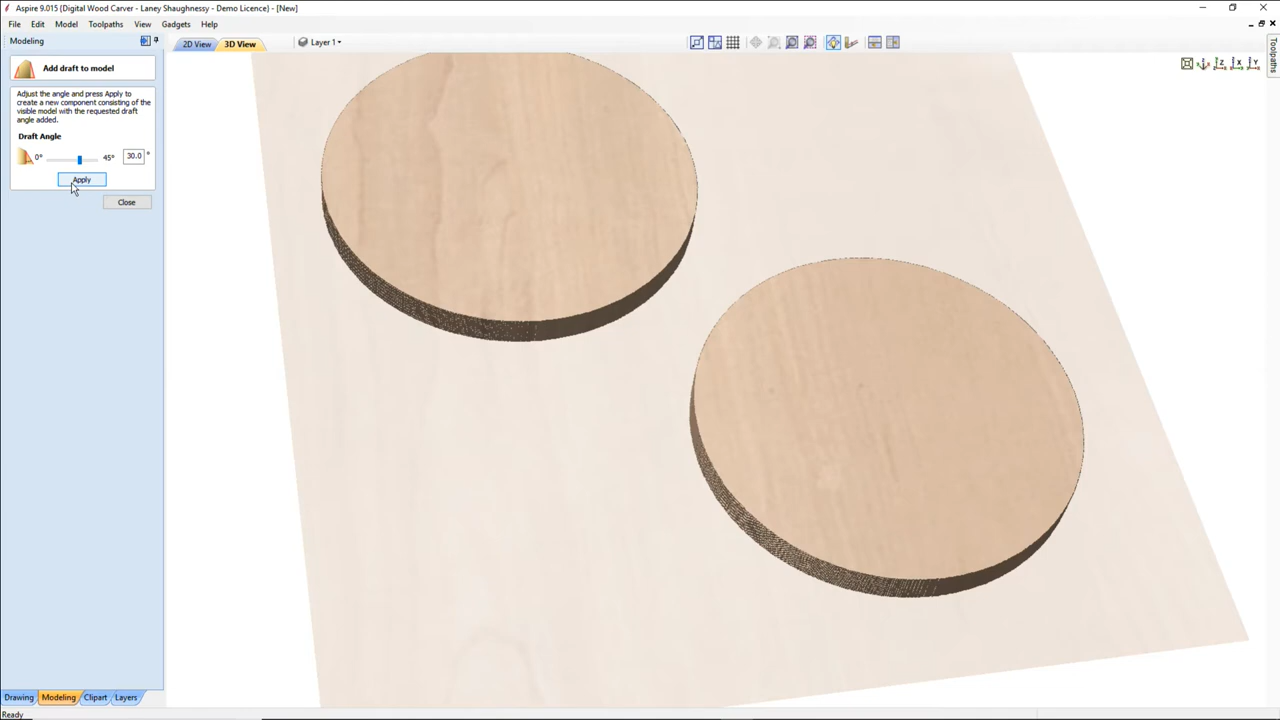 Aspire 9.015 {Digital Wood Carver - Laney Shaughnessy - Demo Licence} - [New]
File Edit Model Toolpaths View Gadgets Help
Modeling
2D View 3D View Layer 1
Add draft to model
Adjust the angle and press Apply to
create a new component consisting of the
visible model with the requested draft
angle added.
Draft Angle
0° 45° 30.0 °
Apply
Close
Toolpaths
Z X Y
Drawing Modeling Clipart Layers
Ready